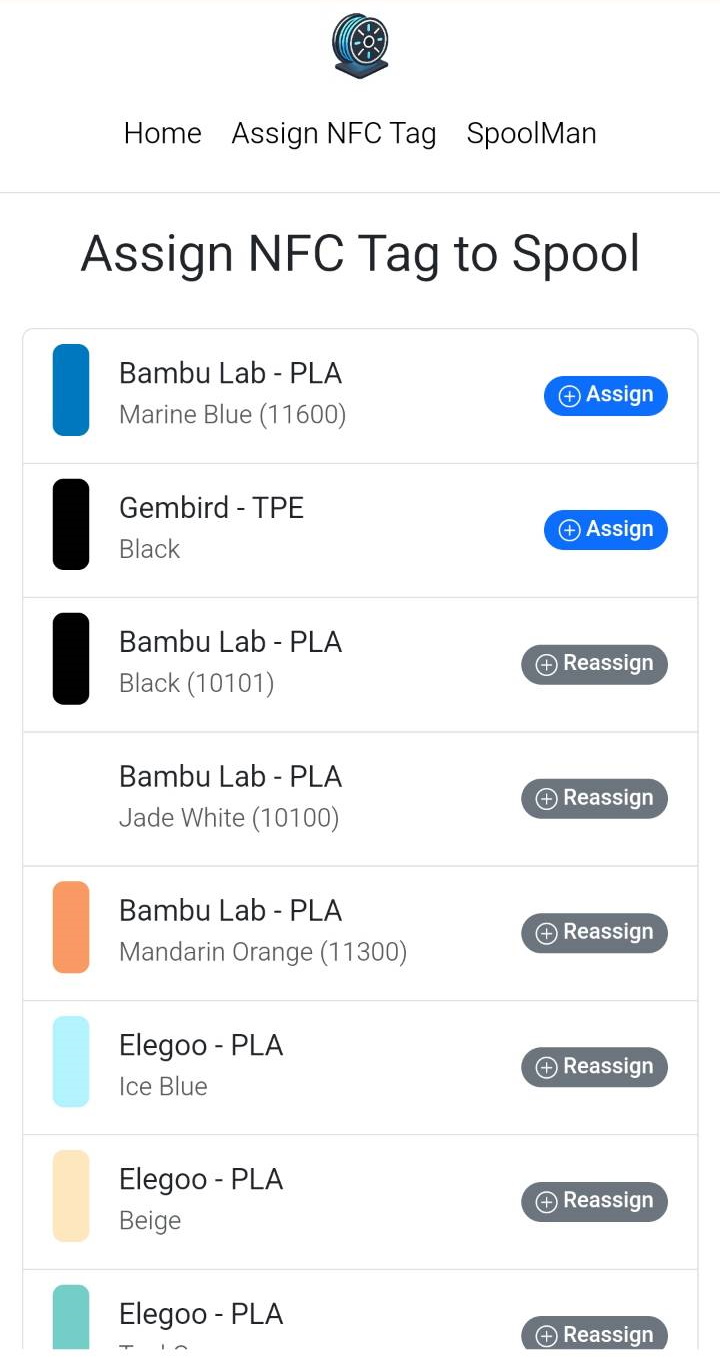 Home Assign NFC Tag SpoolMan
Assign NFC Tag to Spool
Bambu Lab - PLA
Marine Blue (11600)
Assign
Gembird - TPE
Black
Assign
Bambu Lab - PLA
Black (10101)
Reassign
Bambu Lab - PLA
Jade White (10100)
Reassign
Bambu Lab - PLA
Mandarin Orange (11300)
Reassign
Elegoo - PLA
Ice Blue
Reassign
Elegoo - PLA
Beige
Reassign
Elegoo - PLA
Reassign